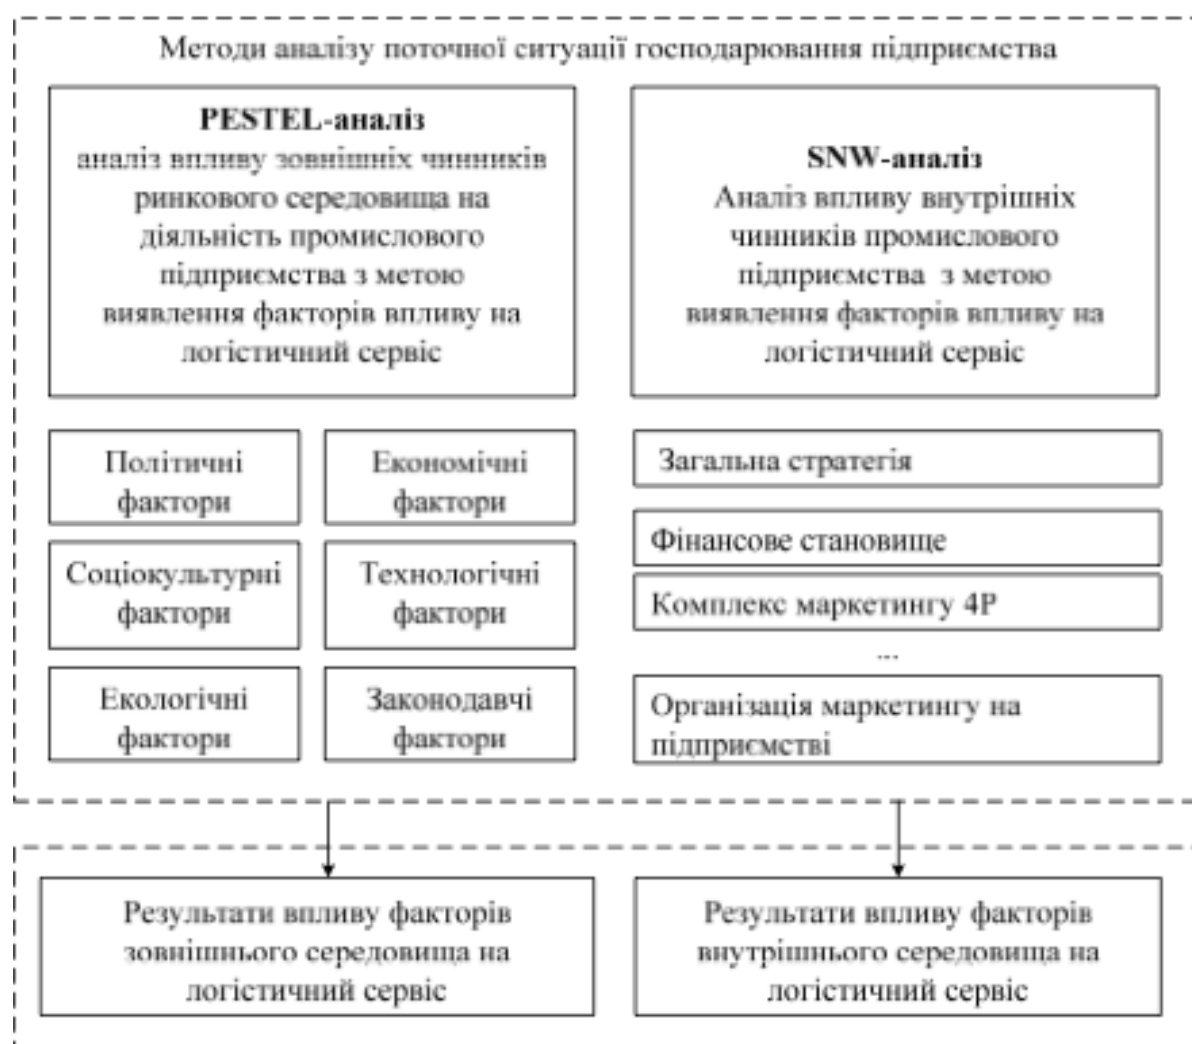 Методи аналізу поточної ситуації господарювання підприємства
PESTEL-аналіз
аналіз впливу зовнішніх чинників
ринкового середовища на
діяльність промислового
підприємства з метою
виявлення факторів впливу на
логістичний сервіс
SNW-аналіз
Аналіз впливу внутрішніх
чинників промислового
підприємства з метою
виявлення факторів впливу на
логістичний сервіс
Політичні
фактори
Економічні
фактори
Соціокультурні
фактори
Технологічні
фактори
Екологічні
фактори
Законодавчі
фактори
Загальна стратегія
Фінансове становище
Комплекс маркетингу 4Р
...
Організація маркетингу на
підприємстві
Результати впливу факторів
зовнішнього середовища на
логістичний сервіс
Результати впливу факторів
внутрішнього середовища на
логістичний сервіс